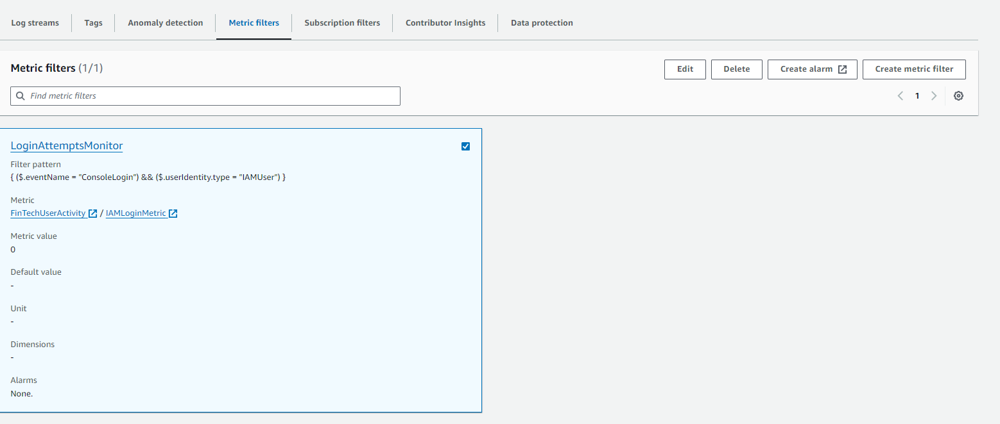 Log streams Tags Anomaly detection Metric filters Subscription filters Contributor Insights Data protection
Metric filters (1/1)
Edit Delete Create alarm Create metric filter
Find metric filters
1
LoginAttemptsMonitor
Filter pattern
{ ($.eventName = "ConsoleLogin") && ($.userIdentity.type = "IAMUser") }
Metric
FinTechUserActivity / IAMLoginMetric
Metric value
0
Default value
-
Unit
-
Dimensions
-
Alarms
None.